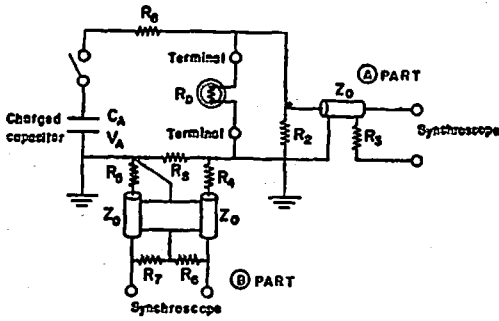 R8
Terminal
Ⓐ PART
Z0
RD
Charged
capacitor
CA
VA
R2
R3
Synchroscope
Terminal
R5
RS
R4
Z0
Z0
R7
R6
Ⓑ PART
Synchroscope